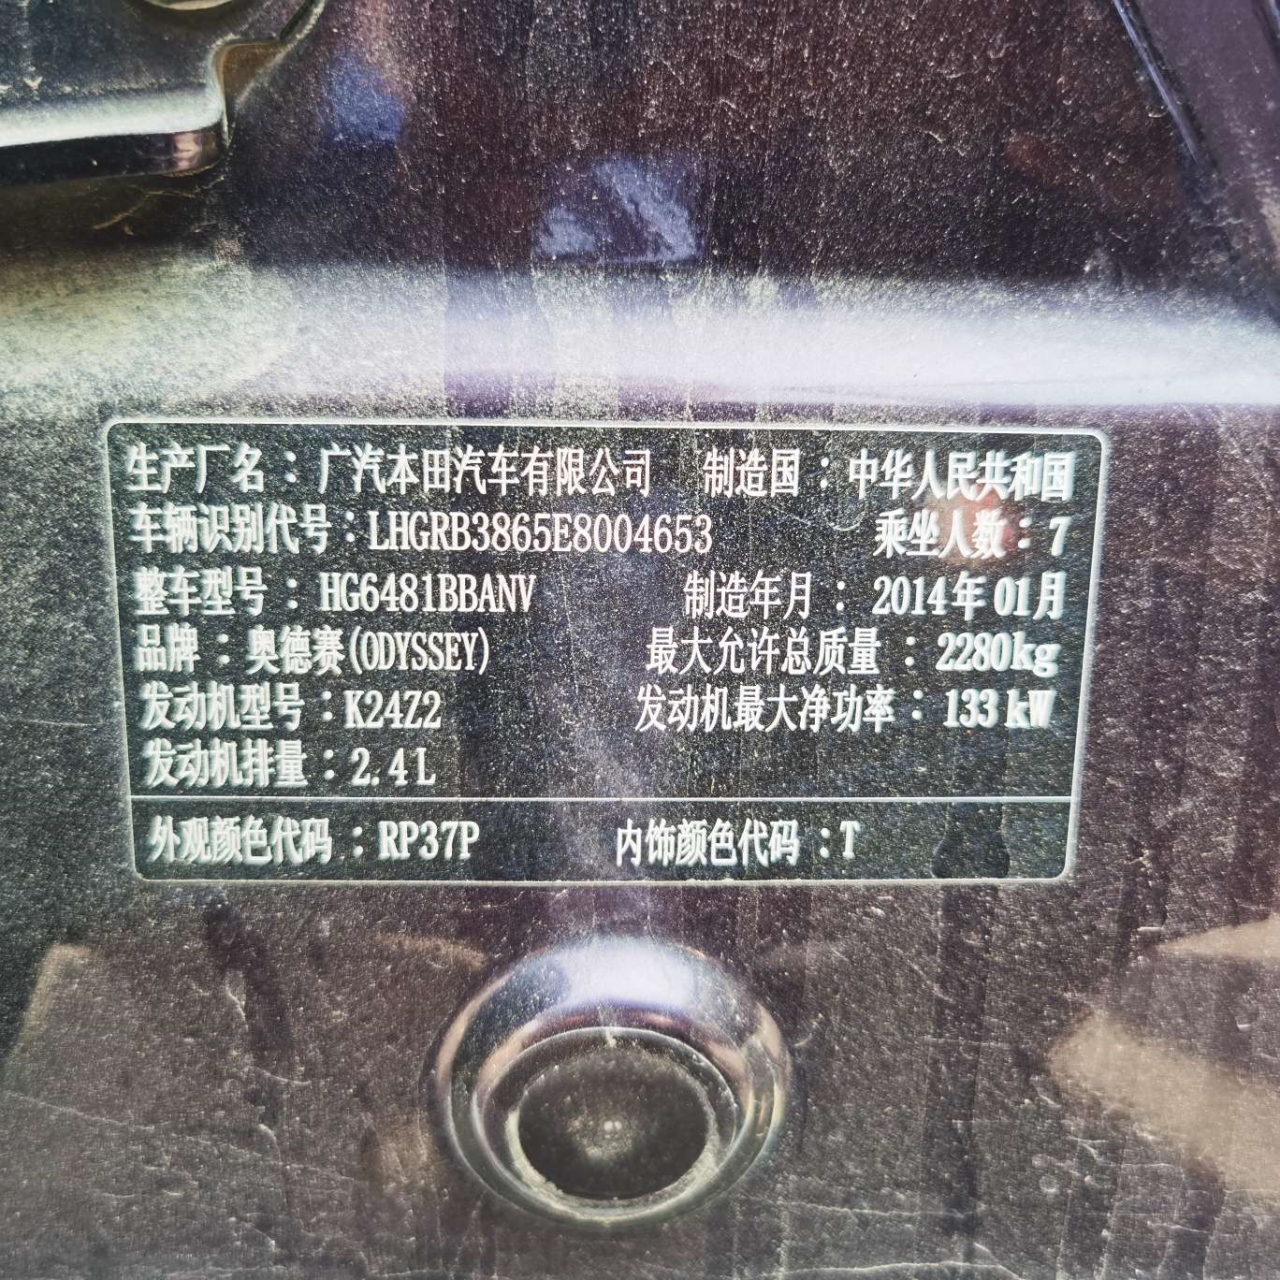 生产厂名：广汽本田汽车有限公司 制造国：中华人民共和国
车辆识别代号：LHGRB3865E8004653 乘坐人数：7
整车型号：HG6481BBANV 制造年月：2014年01月
品牌：奥德赛(ODYSSEY) 最大允许总质量：2280kg
发动机型号：K24Z2 发动机最大净功率：133kW
发动机排量：2.4L
外观颜色代码：RP37P 内饰颜色代码：T